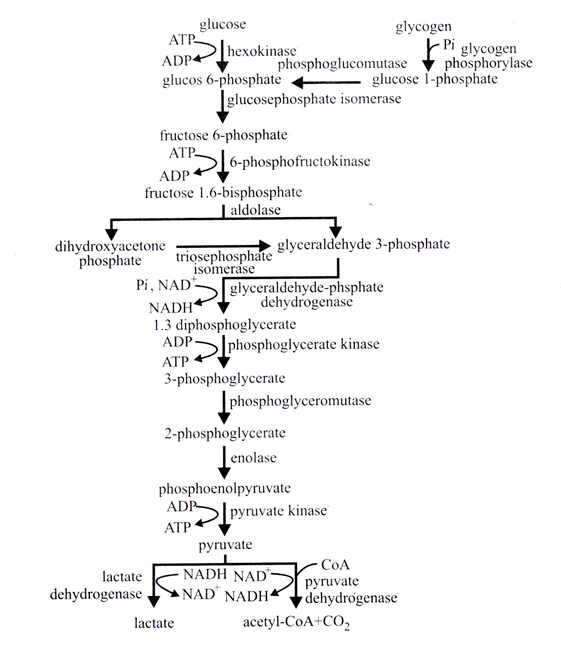 glucose
glycogen
ATP
ADP
hexokinase
Pi
glycogen
phosphorylase
phosphoglucomutase
glucos 6-phosphate
glucose 1-phosphate
glucosephosphate isomerase
fructose 6-phosphate
ATP
ADP
6-phosphofructokinase
fructose 1.6-bisphosphate
aldolase
dihydroxyacetone
phosphate
triosephosphate
isomerase
glyceraldehyde 3-phosphate
Pi, NAD+
NADH
glyceraldehyde-phsphate
dehydrogenase
1.3 diphosphoglycerate
ADP
ATP
phosphoglycerate kinase
3-phosphoglycerate
phosphoglyceromutase
2-phosphoglycerate
enolase
phosphoenolpyruvate
ADP
ATP
pyruvate kinase
pyruvate
lactate
dehydrogenase
NADH
NAD+
NAD+
NADH
CoA
pyruvate
dehydrogenase
lactate
acetyl-CoA+CO2